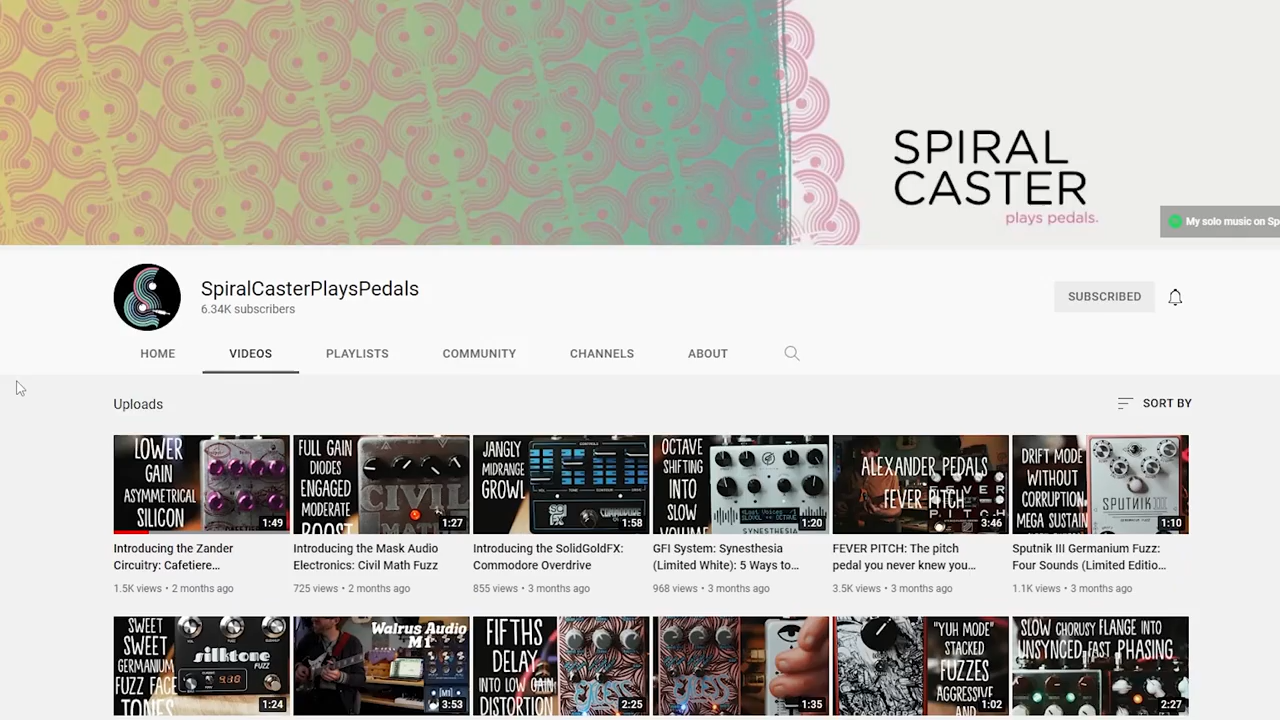 SPIRAL
CASTER
plays pedals.
My solo music on Sp
SpiralCasterPlaysPedals
6.34K subscribers
SUBSCRIBED
HOME
VIDEOS
PLAYLISTS
COMMUNITY
CHANNELS
ABOUT
Uploads
SORT BY
LOWER
GAIN
ASYMMETRICAL
SILICON
1:49
FULL GAIN
DIODES
ENGAGED
MODERATE
BOOST
CIVIL
MATH
1:27
JANGLY
MIDRANGE
GROWL
COMMODORE
1:58
OCTAVE
SHIFTING
INTO
SLOW
VOLUME
SYNESTHESIA
1:20
ALEXANDER PEDALS
FEVER PITCH
3:46
DRIFT MODE
WITHOUT
CORRUPTION,
MEGA SUSTAIN
SPUTNIK III
1:10
Introducing the Zander
Circuitry: Cafetiere...
1.5K views • 2 months ago
Introducing the Mask Audio
Electronics: Civil Math Fuzz
725 views • 2 months ago
Introducing the SolidGoldFX:
Commodore Overdrive
855 views • 3 months ago
GFI System: Synesthesia
(Limited White): 5 Ways to...
968 views • 3 months ago
FEVER PITCH: The pitch
pedal you never knew you...
3.5K views • 3 months ago
Sputnik III Germanium Fuzz:
Four Sounds (Limited Editio...
1.1K views • 3 months ago
SWEET
SWEET
GERMANIUM
FUZZ FACE
TONES
silktone
FUZZ
1:24
Walrus Audio
M1
3:53
FIFTHS
DELAY
INTO LOW GAIN
DISTORTION
2:25
1:35
"YUH MODE"
STACKED
FUZZES
AGGRESSIVE
AND
1:02
SLOW CHORUSY FLANGE INTO
UNSYNCED, FAST PHASING
2:27